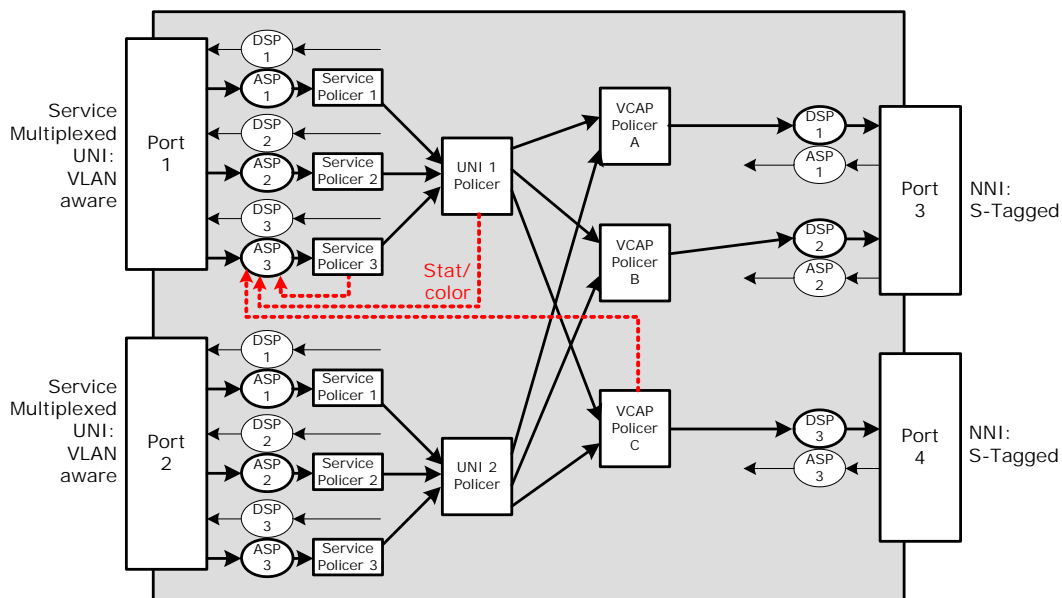 Service
Multiplexed
UNI:
VLAN
aware
Port
1
DSP
1
ASP
1
Service
Policer 1
DSP
2
ASP
2
Service
Policer 2
DSP
3
ASP
3
Service
Policer 3
UNI 1
Policer
Stat/
color
VCAP
Policer
A
VCAP
Policer
B
VCAP
Policer
C
DSP
1
ASP
1
DSP
2
ASP
2
Port
3
NNI:
S-Tagged
Service
Multiplexed
UNI:
VLAN
aware
Port
2
DSP
1
ASP
1
Service
Policer 1
DSP
2
ASP
2
Service
Policer 2
DSP
3
ASP
3
Service
Policer 3
UNI 2
Policer
DSP
3
ASP
3
Port
4
NNI:
S-Tagged